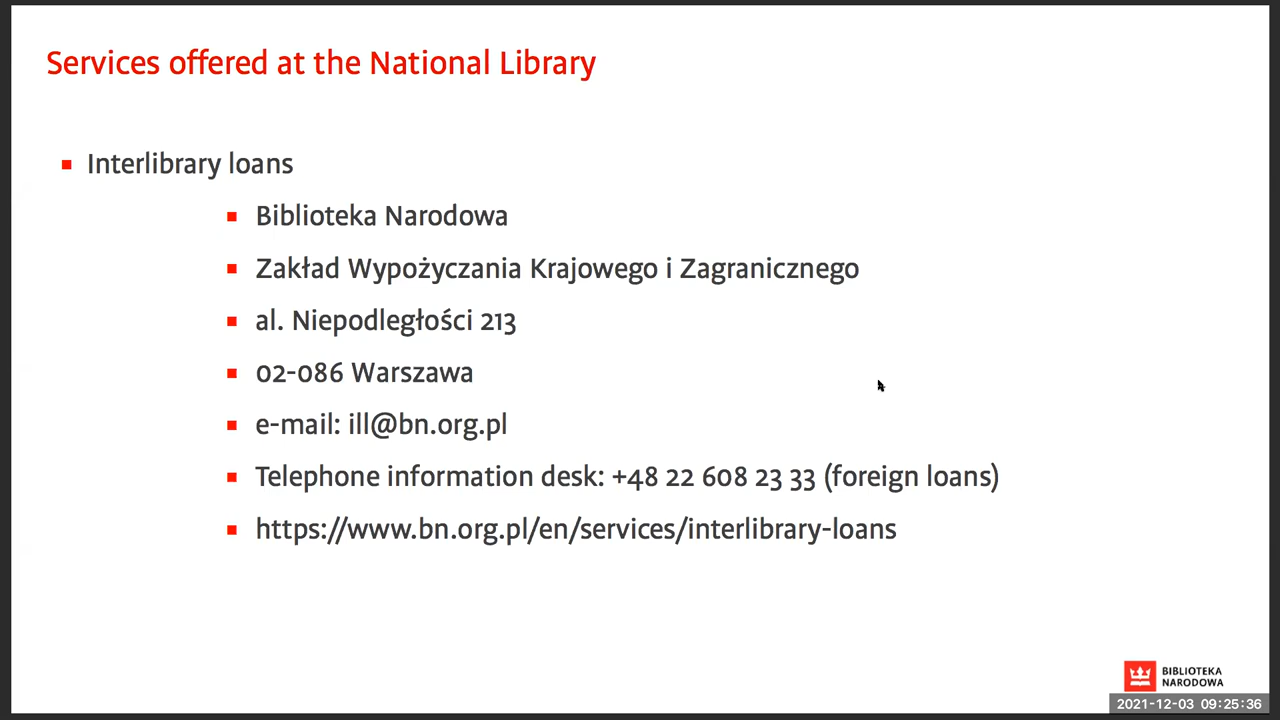 Services offered at the National Library
Interlibrary loans
Biblioteka Narodowa
Zakład Wypożyczania Krajowego i Zagranicznego
al. Niepodległości 213
02-086 Warszawa
e-mail: ill@bn.org.pl
Telephone information desk: +48 22 608 23 33 (foreign loans)
https://www.bn.org.pl/en/services/interlibrary-loans
BIBLIOTEKA
NARODOWA
2021-12-03 09:25:36